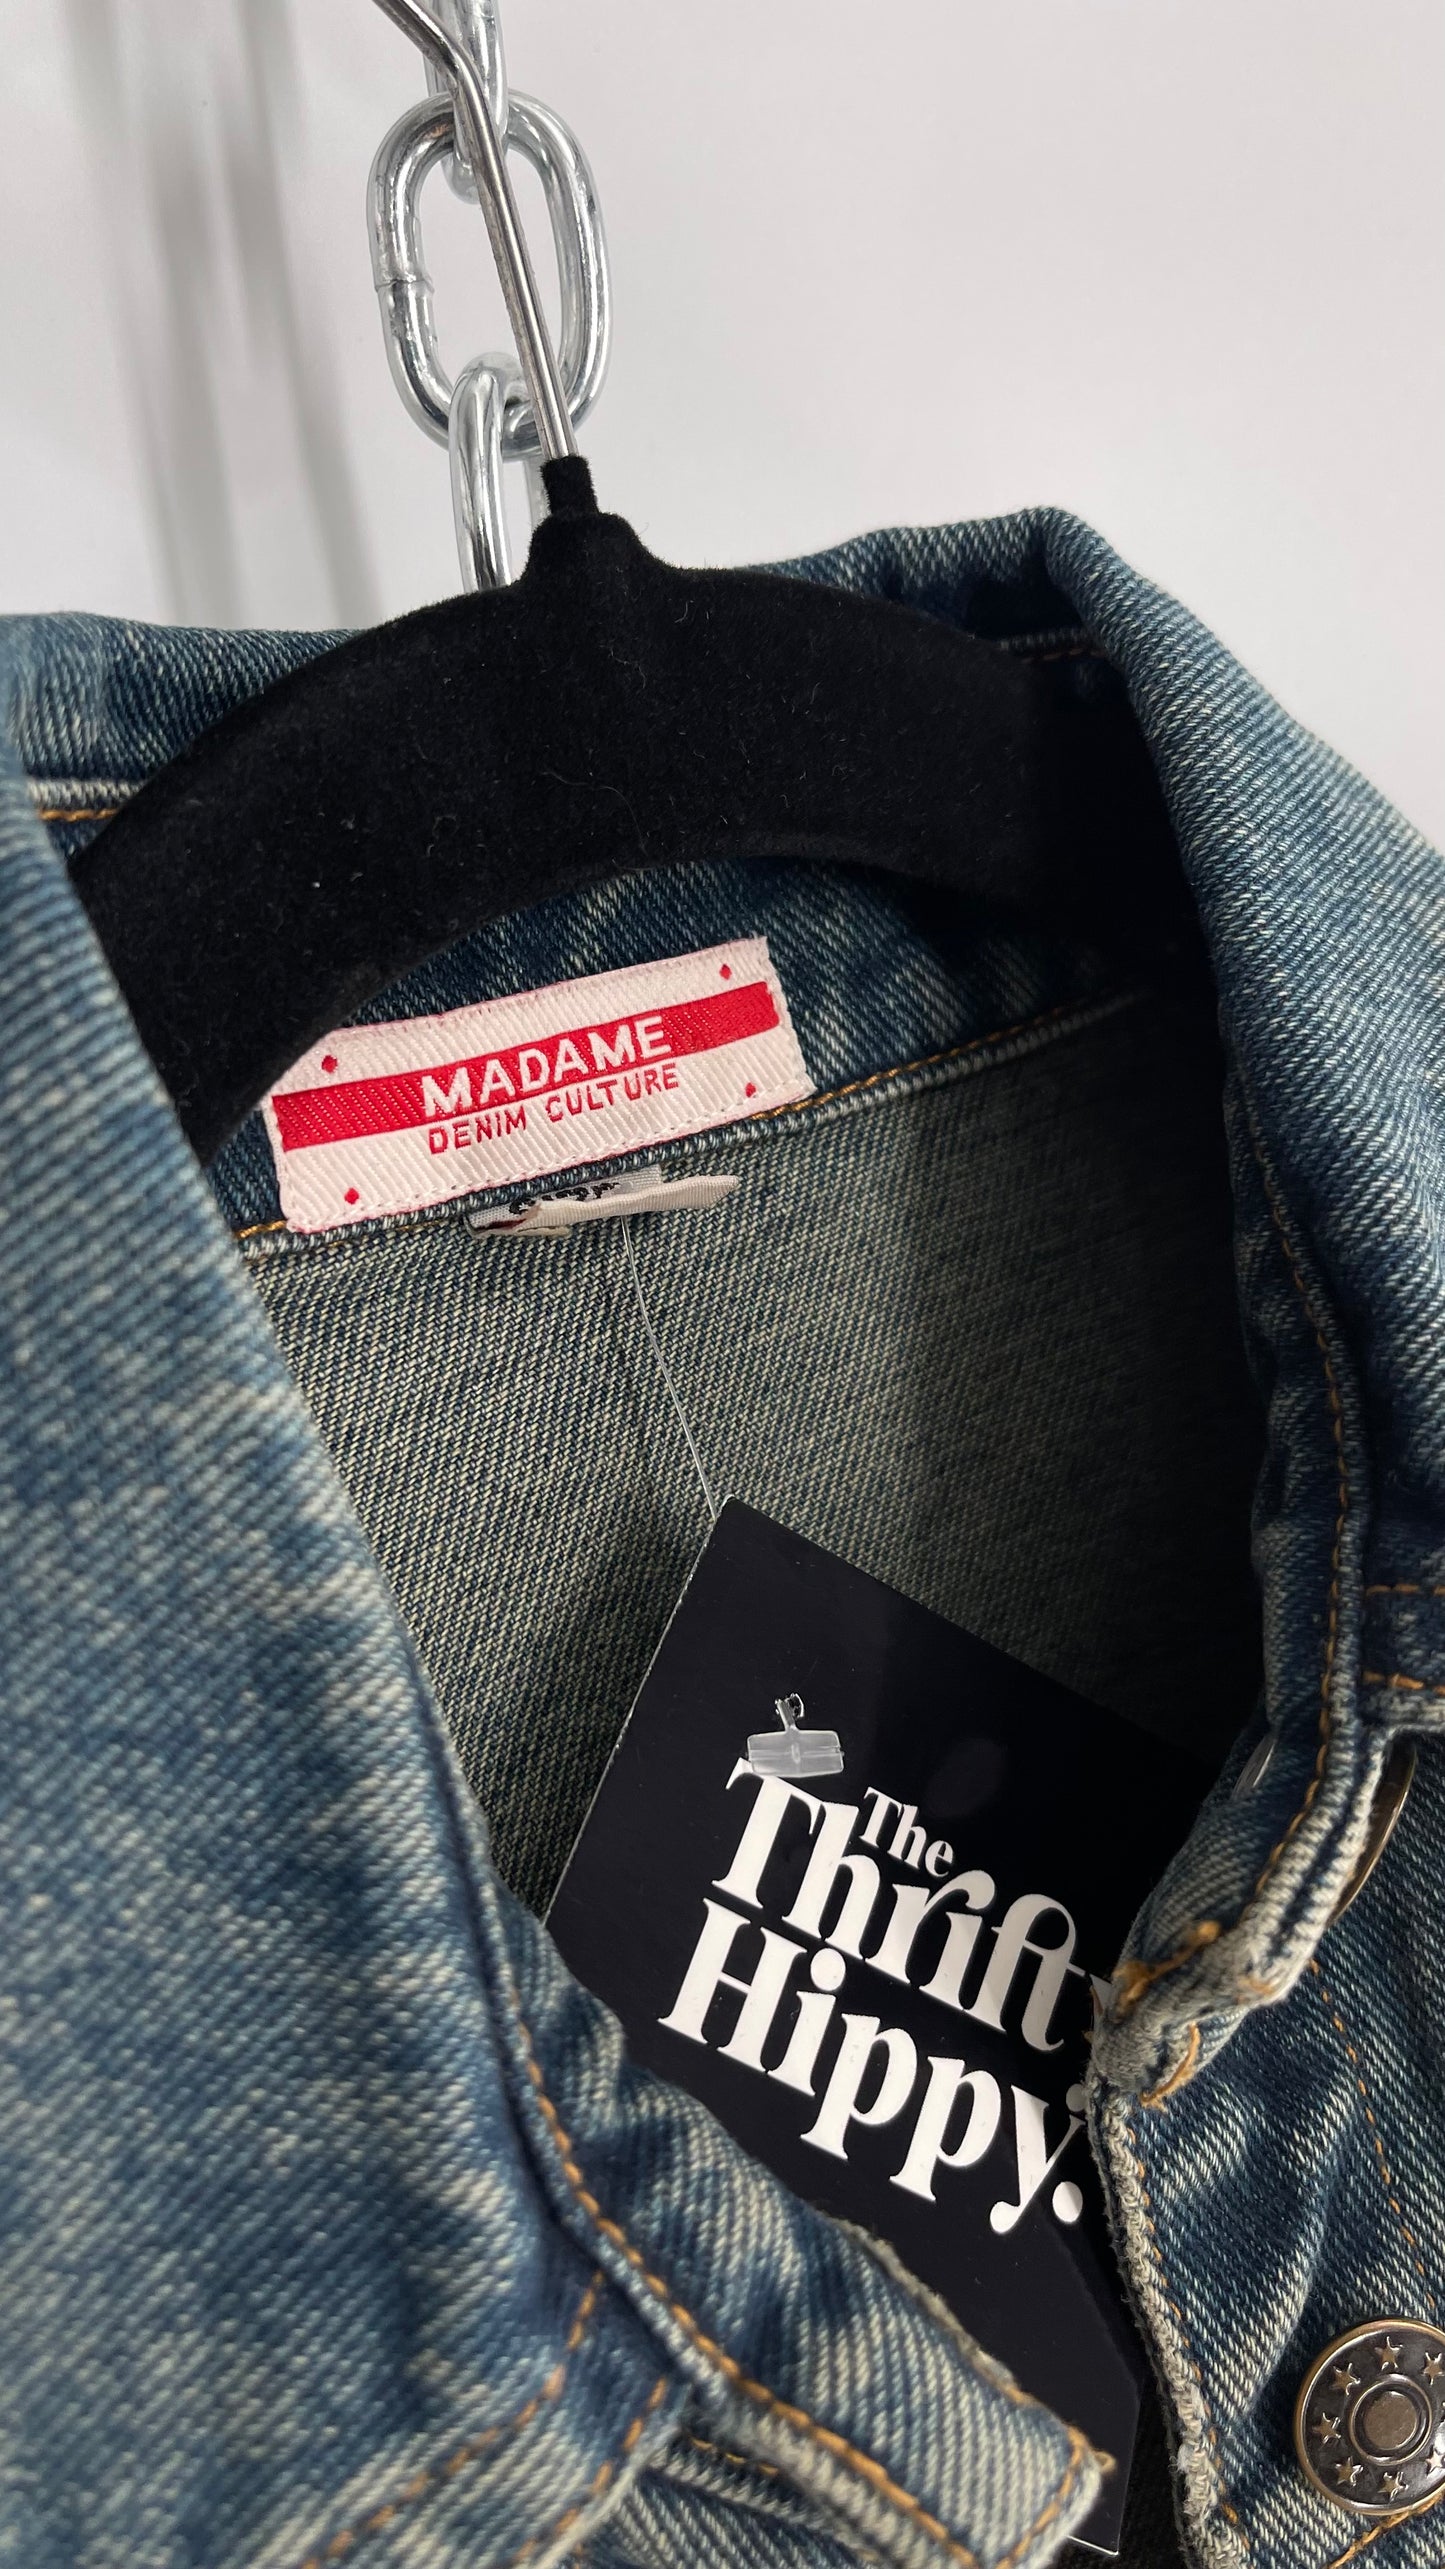 MADAME
DENIM CULTURE
The
Thrifty
Hippy.